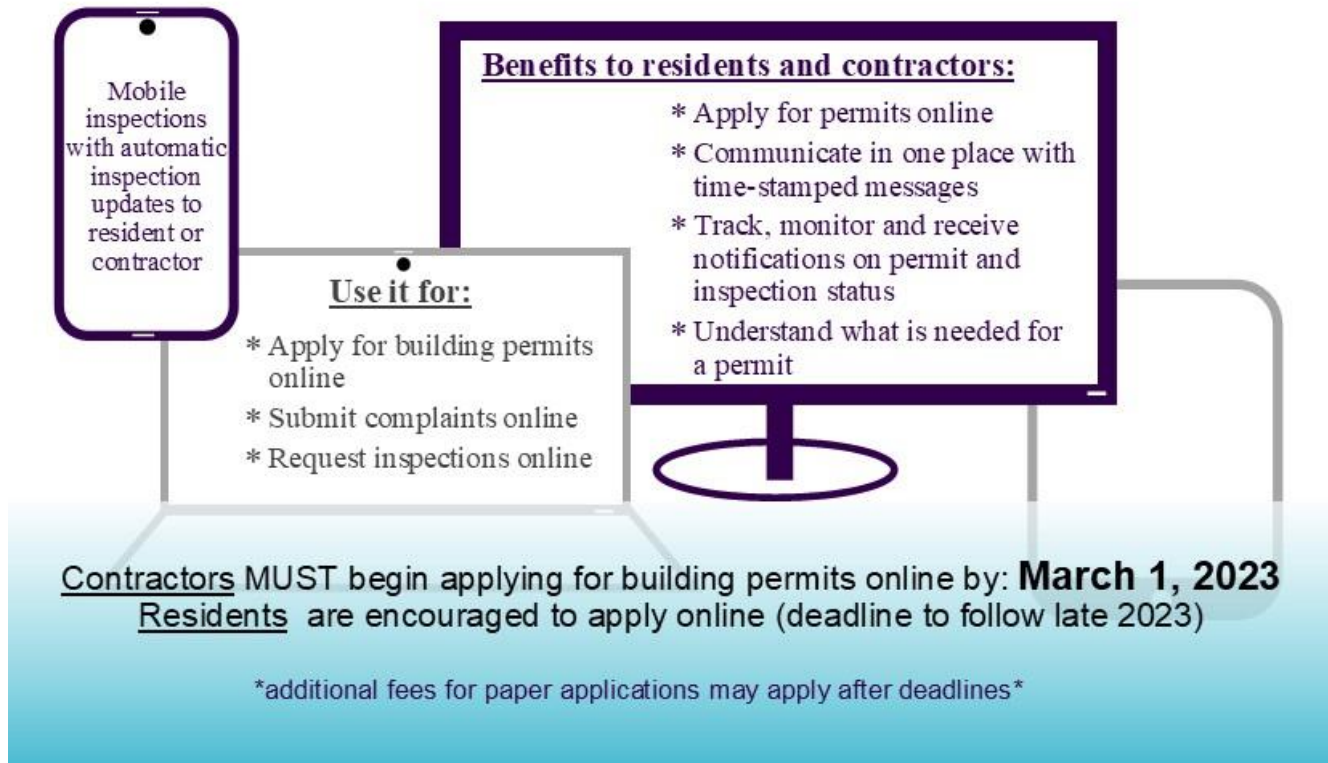 Mobile
inspections
with automatic
inspection
updates to
resident or
contractor
Benefits to residents and contractors:
* Apply for permits online
* Communicate in one place with
time-stamped messages
* Track, monitor and receive
notifications on permit and
inspection status
* Understand what is needed for
a permit
Use it for:
* Apply for building permits
online
* Submit complaints online
* Request inspections online
Contractors MUST begin applying for building permits online by: March 1, 2023
Residents are encouraged to apply online (deadline to follow late 2023)
*additional fees for paper applications may apply after deadlines*